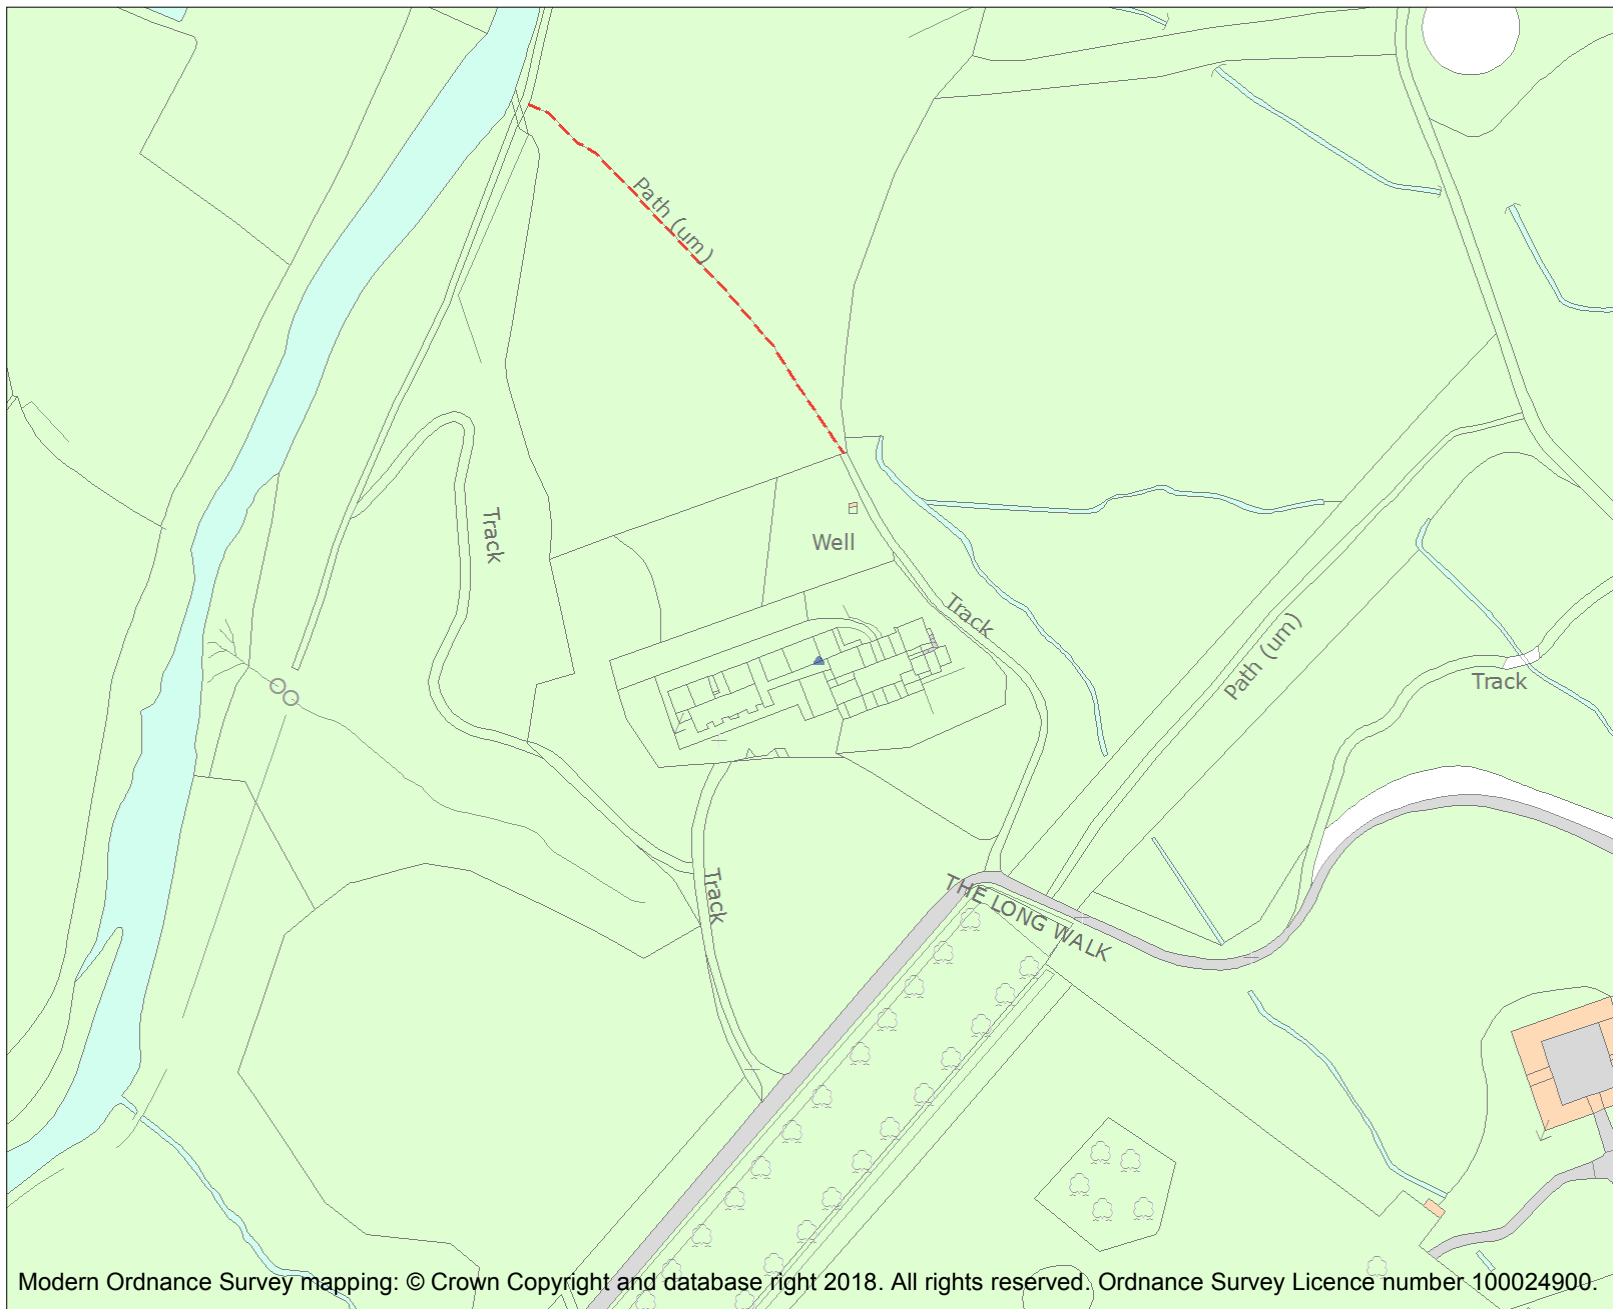 Path (um)
Track
Well
Track
Path (um)
Track
Track
THE LONG WALK
Modern Ordnance Survey mapping: © Crown Copyright and database right 2018. All rights reserved. Ordnance Survey Licence number 100024900.